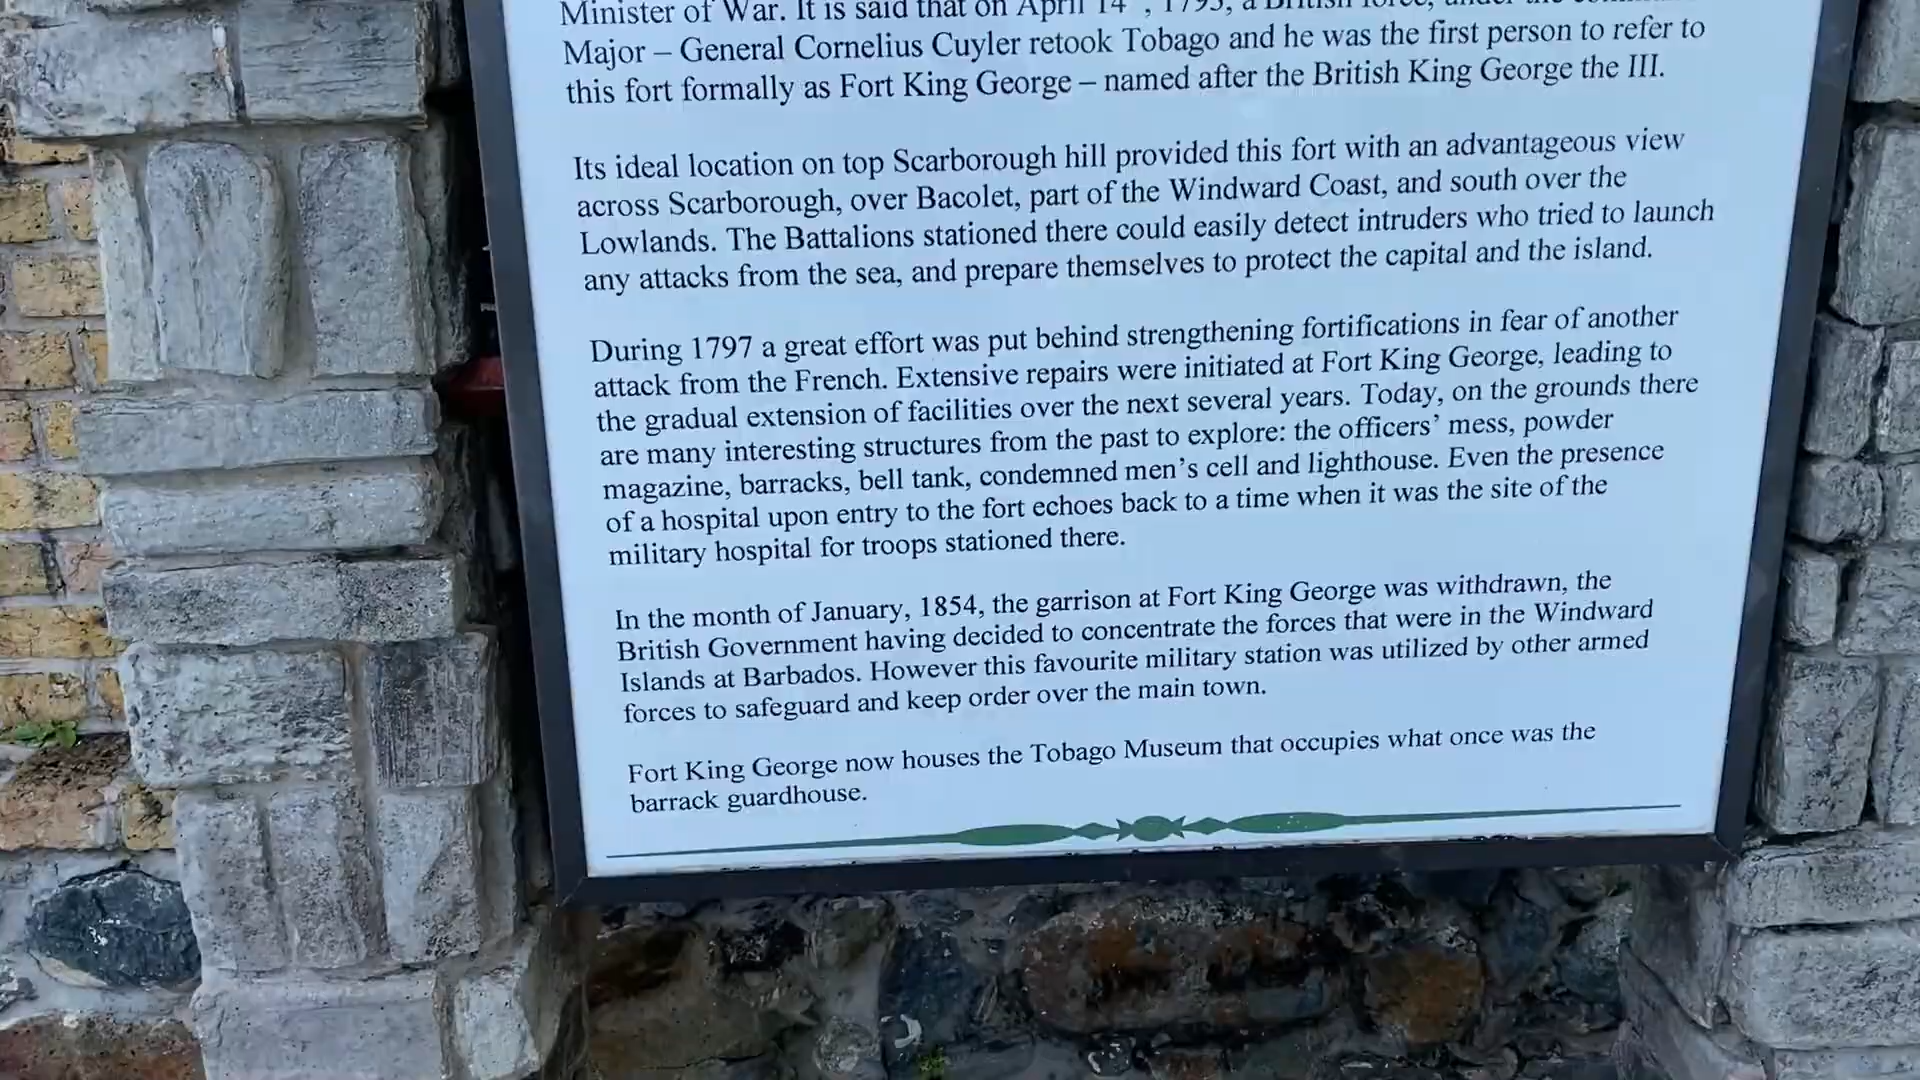 Minister of War. It is said that on April 14th, 1793, a British force, under the
Major – General Cornelius Cuyler retook Tobago and he was the first person to refer to
this fort formally as Fort King George – named after the British King George the III.
Its ideal location on top Scarborough hill provided this fort with an advantageous view
across Scarborough, over Bacolet, part of the Windward Coast, and south over the
Lowlands. The Battalions stationed there could easily detect intruders who tried to launch
any attacks from the sea, and prepare themselves to protect the capital and the island.
During 1797 a great effort was put behind strengthening fortifications in fear of another
attack from the French. Extensive repairs were initiated at Fort King George, leading to
the gradual extension of facilities over the next several years. Today, on the grounds there
are many interesting structures from the past to explore: the officers’ mess, powder
magazine, barracks, bell tank, condemned men’s cell and lighthouse. Even the presence
of a hospital upon entry to the fort echoes back to a time when it was the site of the
military hospital for troops stationed there.
In the month of January, 1854, the garrison at Fort King George was withdrawn, the
British Government having decided to concentrate the forces that were in the Windward
Islands at Barbados. However this favourite military station was utilized by other armed
forces to safeguard and keep order over the main town.
Fort King George now houses the Tobago Museum that occupies what once was the
barrack guardhouse.